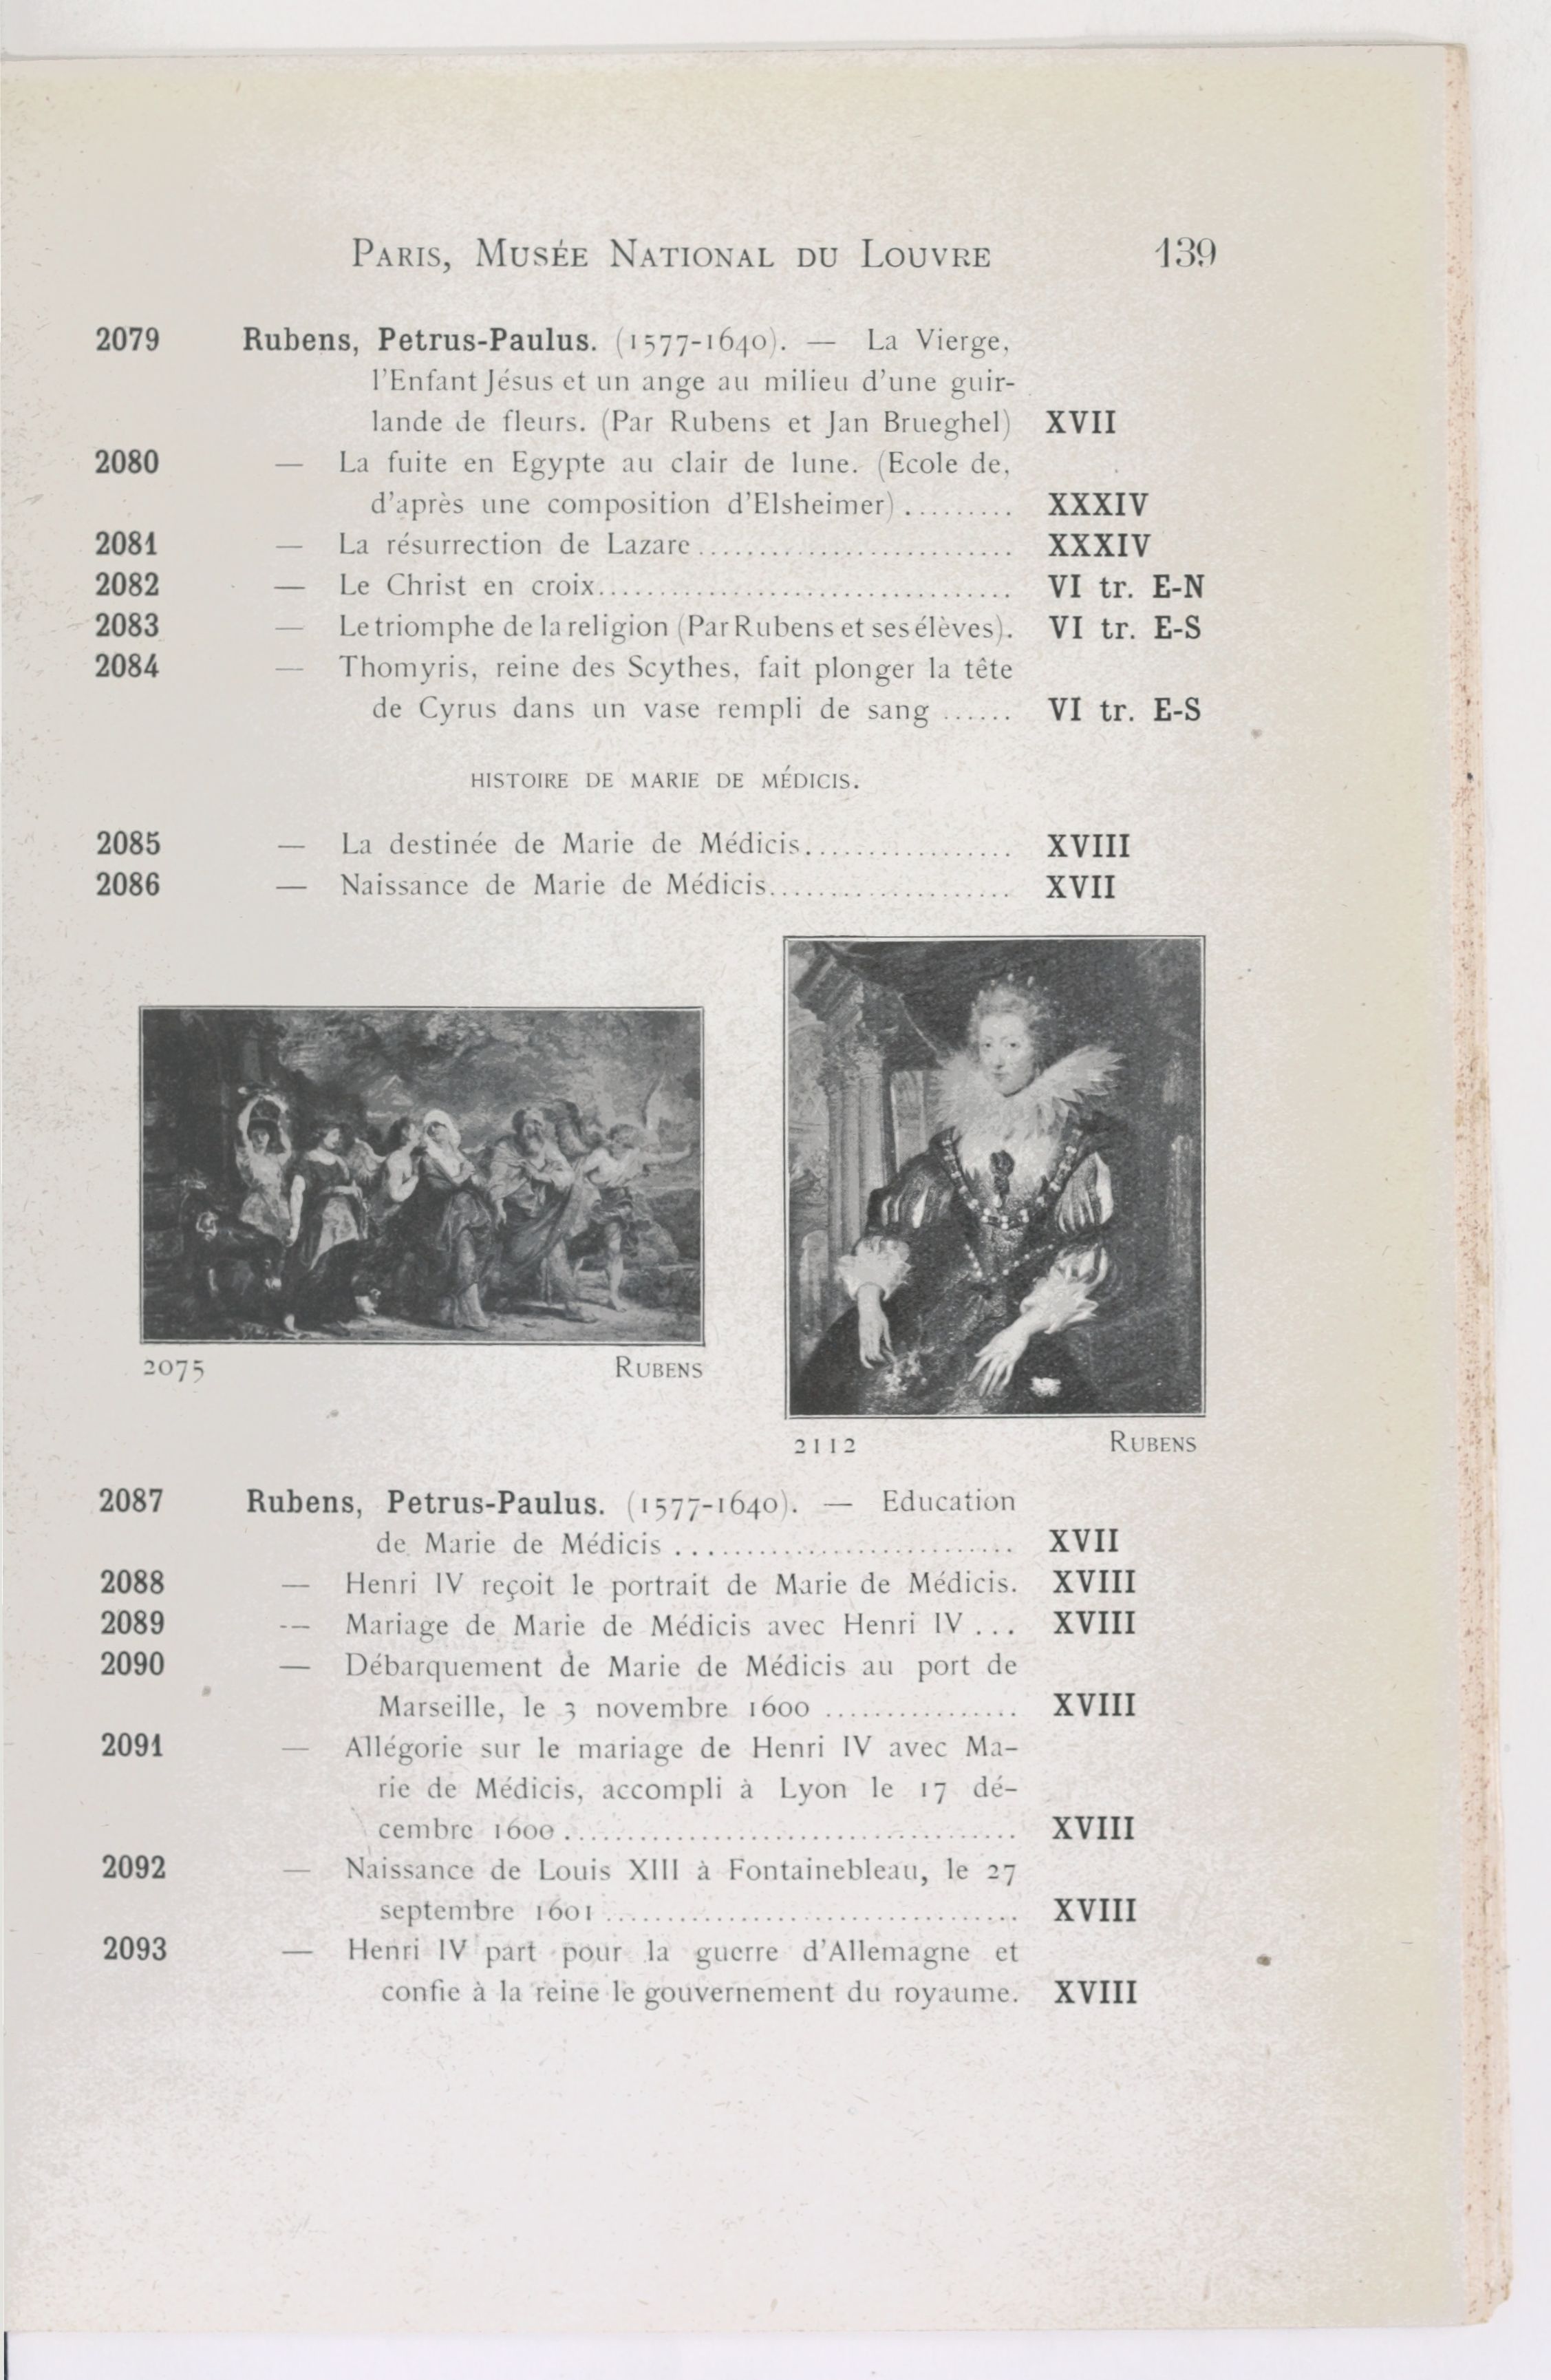 Paris, Musée National du Louvre 139
2079 Rubens, Petrus-Paulus. (1577-1640). — La Vierge,
l'Enfant Jésus et un ange au milieu d'une guir-
lande de fleurs. (Par Rubens et Jan Brueghel) XVII
2080 — La fuite en Egypte au clair de lune. (Ecole de,
d'après une composition d'Elsheimer) ......... XXXIV
2081 — La résurrection de Lazare .......................... XXXIV
2082 — Le Christ en croix.................................. VI tr. E-N
2083 — Le triomphe de la religion (Par Rubens et ses élèves). VI tr. E-S
2084 — Thomyris, reine des Scythes, fait plonger la tête
de Cyrus dans un vase rempli de sang ...... VI tr. E-S
HISTOIRE DE MARIE DE MÉDICIS.
2085 — La destinée de Marie de Médicis................. XVIII
2086 — Naissance de Marie de Médicis.................... XVII
2075 Rubens
2112 Rubens
2087 Rubens, Petrus-Paulus. (1577-1640). — Education
de Marie de Médicis ............................ XVII
2088 — Henri IV reçoit le portrait de Marie de Médicis. XVIII
2089 — Mariage de Marie de Médicis avec Henri IV ... XVIII
2090 — Débarquement de Marie de Médicis au port de
Marseille, le 3 novembre 1600 ................ XVIII
2091 — Allégorie sur le mariage de Henri IV avec Ma-
rie de Médicis, accompli à Lyon le 17 dé-
cembre 1600 ..................................... XVIII
2092 — Naissance de Louis XIII à Fontainebleau, le 27
septembre 1601 .................................. XVIII
2093 — Henri IV part pour la guerre d'Allemagne et
confie à la reine le gouvernement du royaume. XVIII